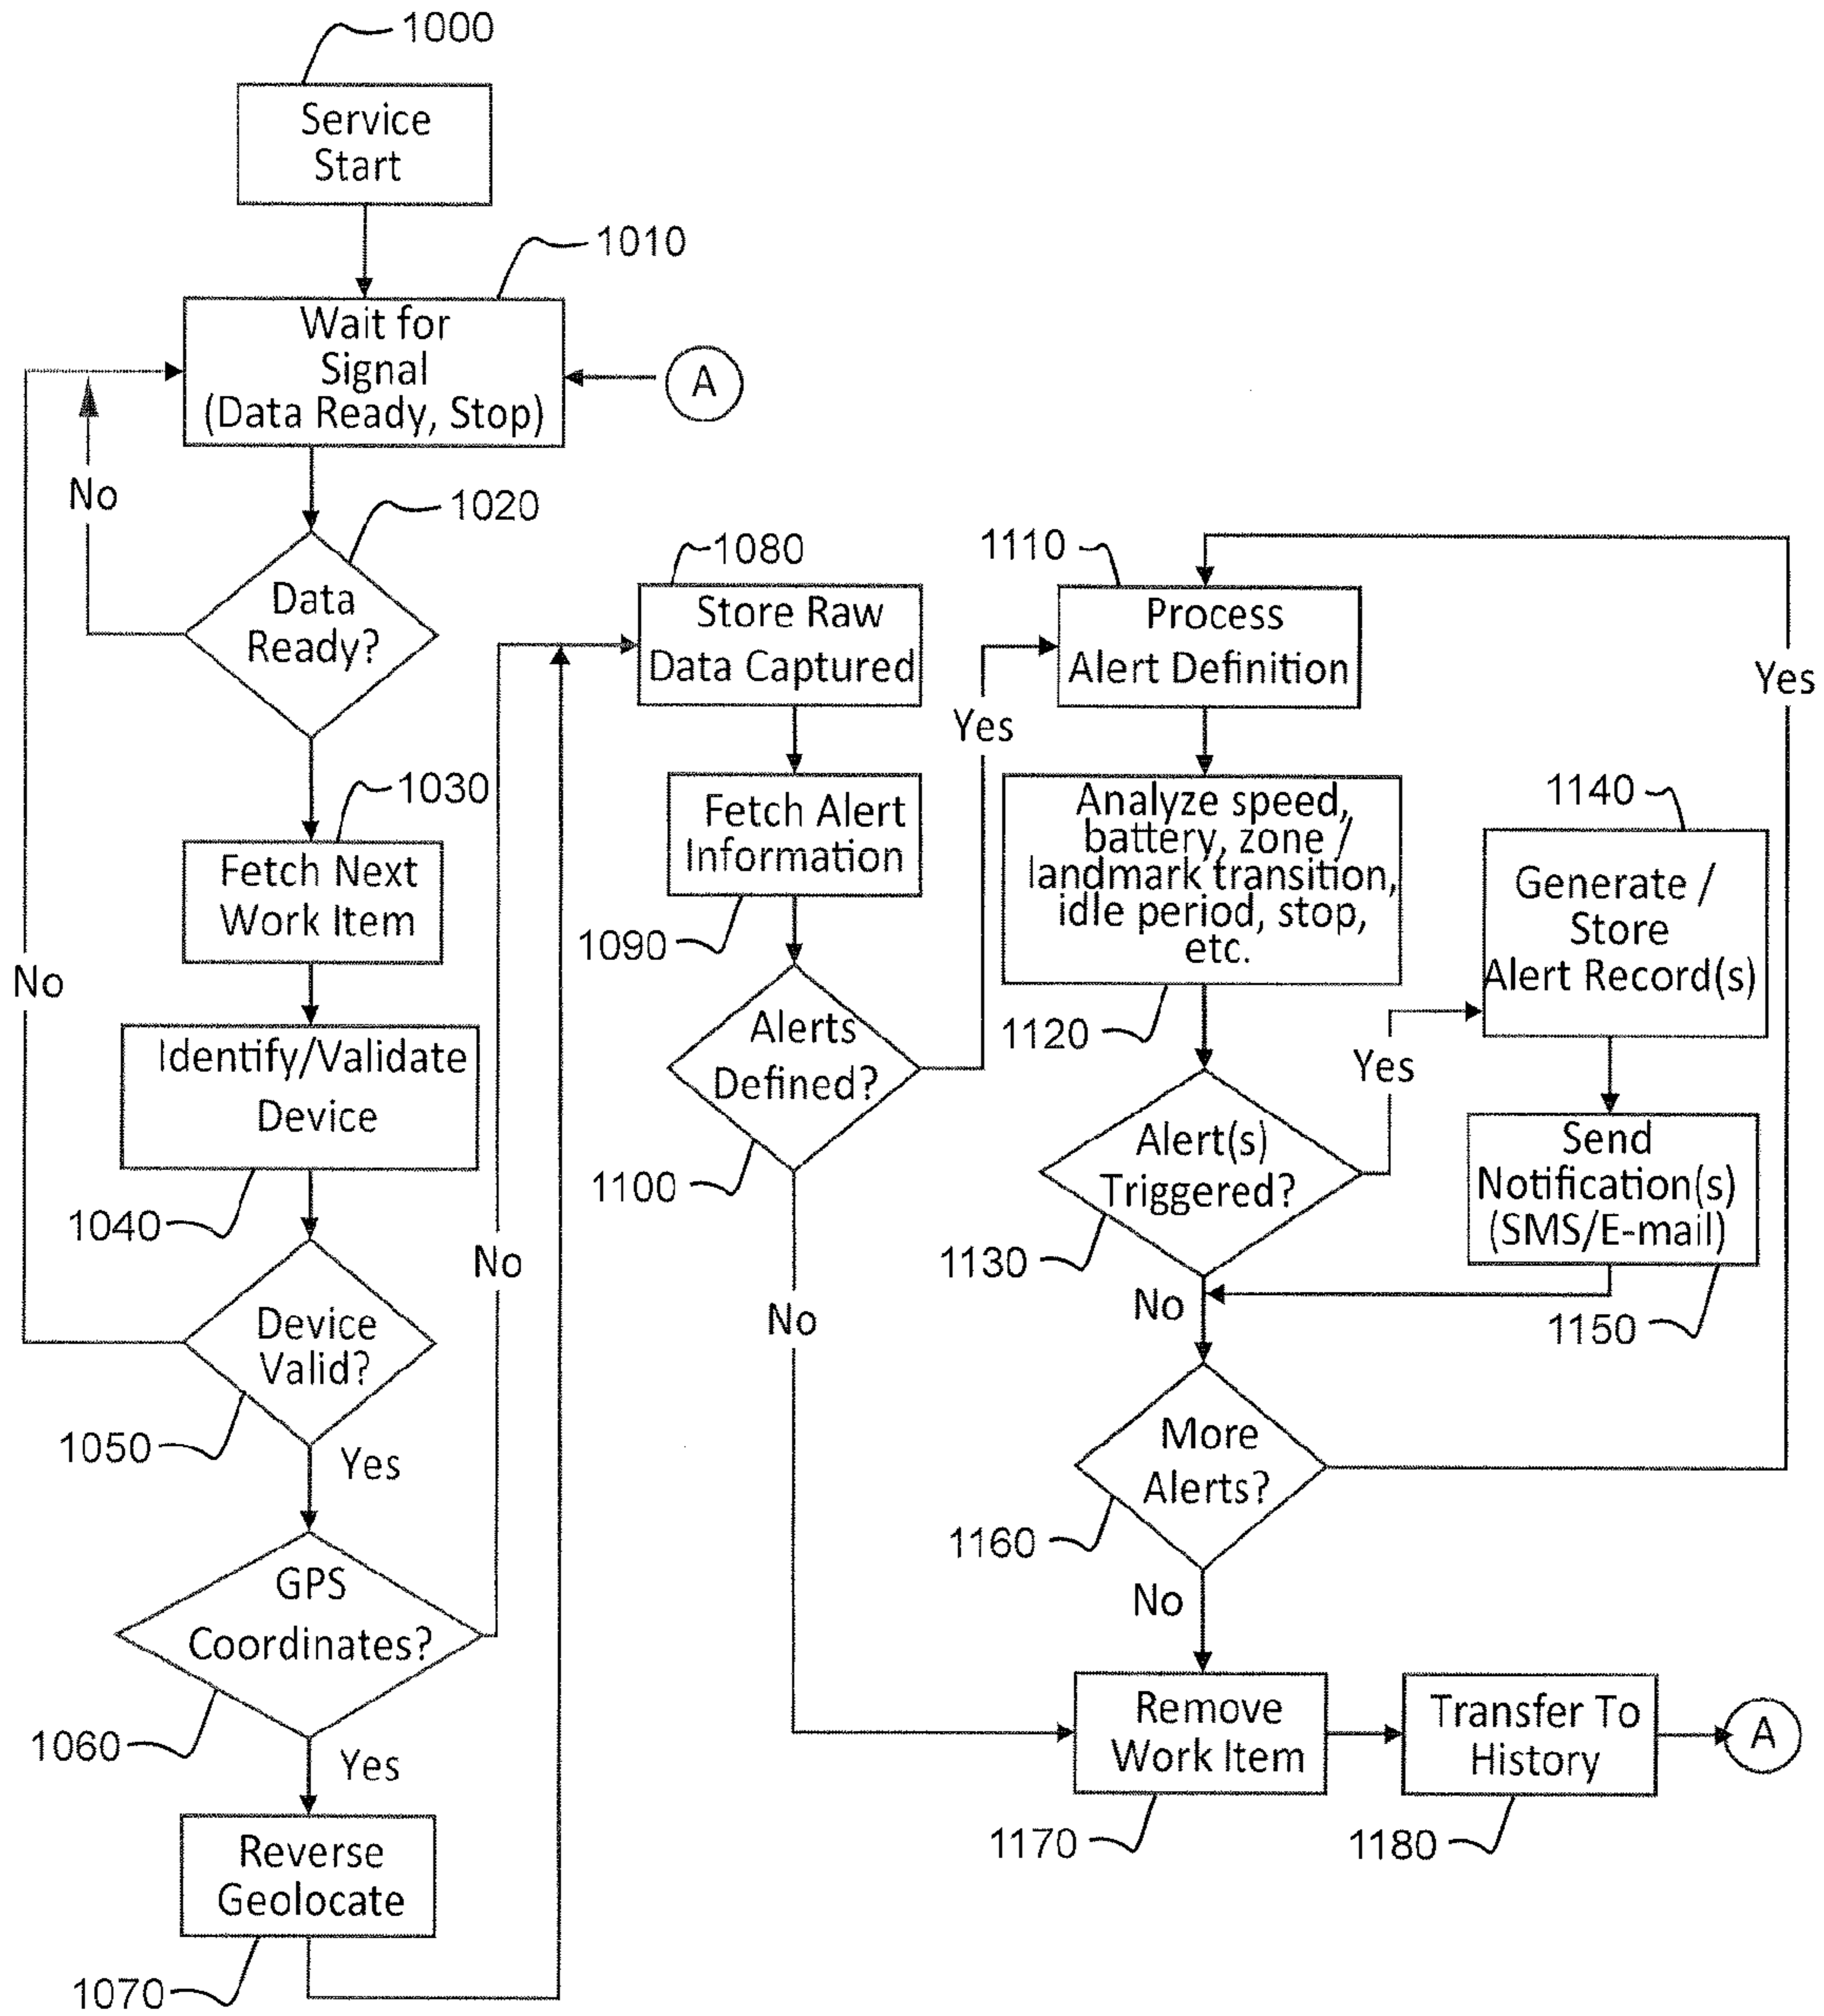 1000
Service
Start
1010
Wait for
Signal
(Data Ready, Stop)
A
No
1020
Data
Ready?
1030
Fetch Next
Work Item
No
Identify/Validate
Device
1040
Device
Valid?
1050
Yes
GPS
Coordinates?
1060
No
Yes
Reverse
Geolocate
1070
1080
Store Raw
Data Captured
Fetch Alert
Information
1090
Alerts
Defined?
1100
Yes
No
1110
Process
Alert Definition
Yes
Analyze speed,
battery, zone /
landmark transition,
idle period, stop,
etc.
1120
Alert(s)
Triggered?
1130
Yes
1140
Generate /
Store
Alert Record(s)
Send
Notification(s)
(SMS/E-mail)
1150
No
More
Alerts?
1160
No
Remove
Work Item
1170
Transfer To
History
1180
A